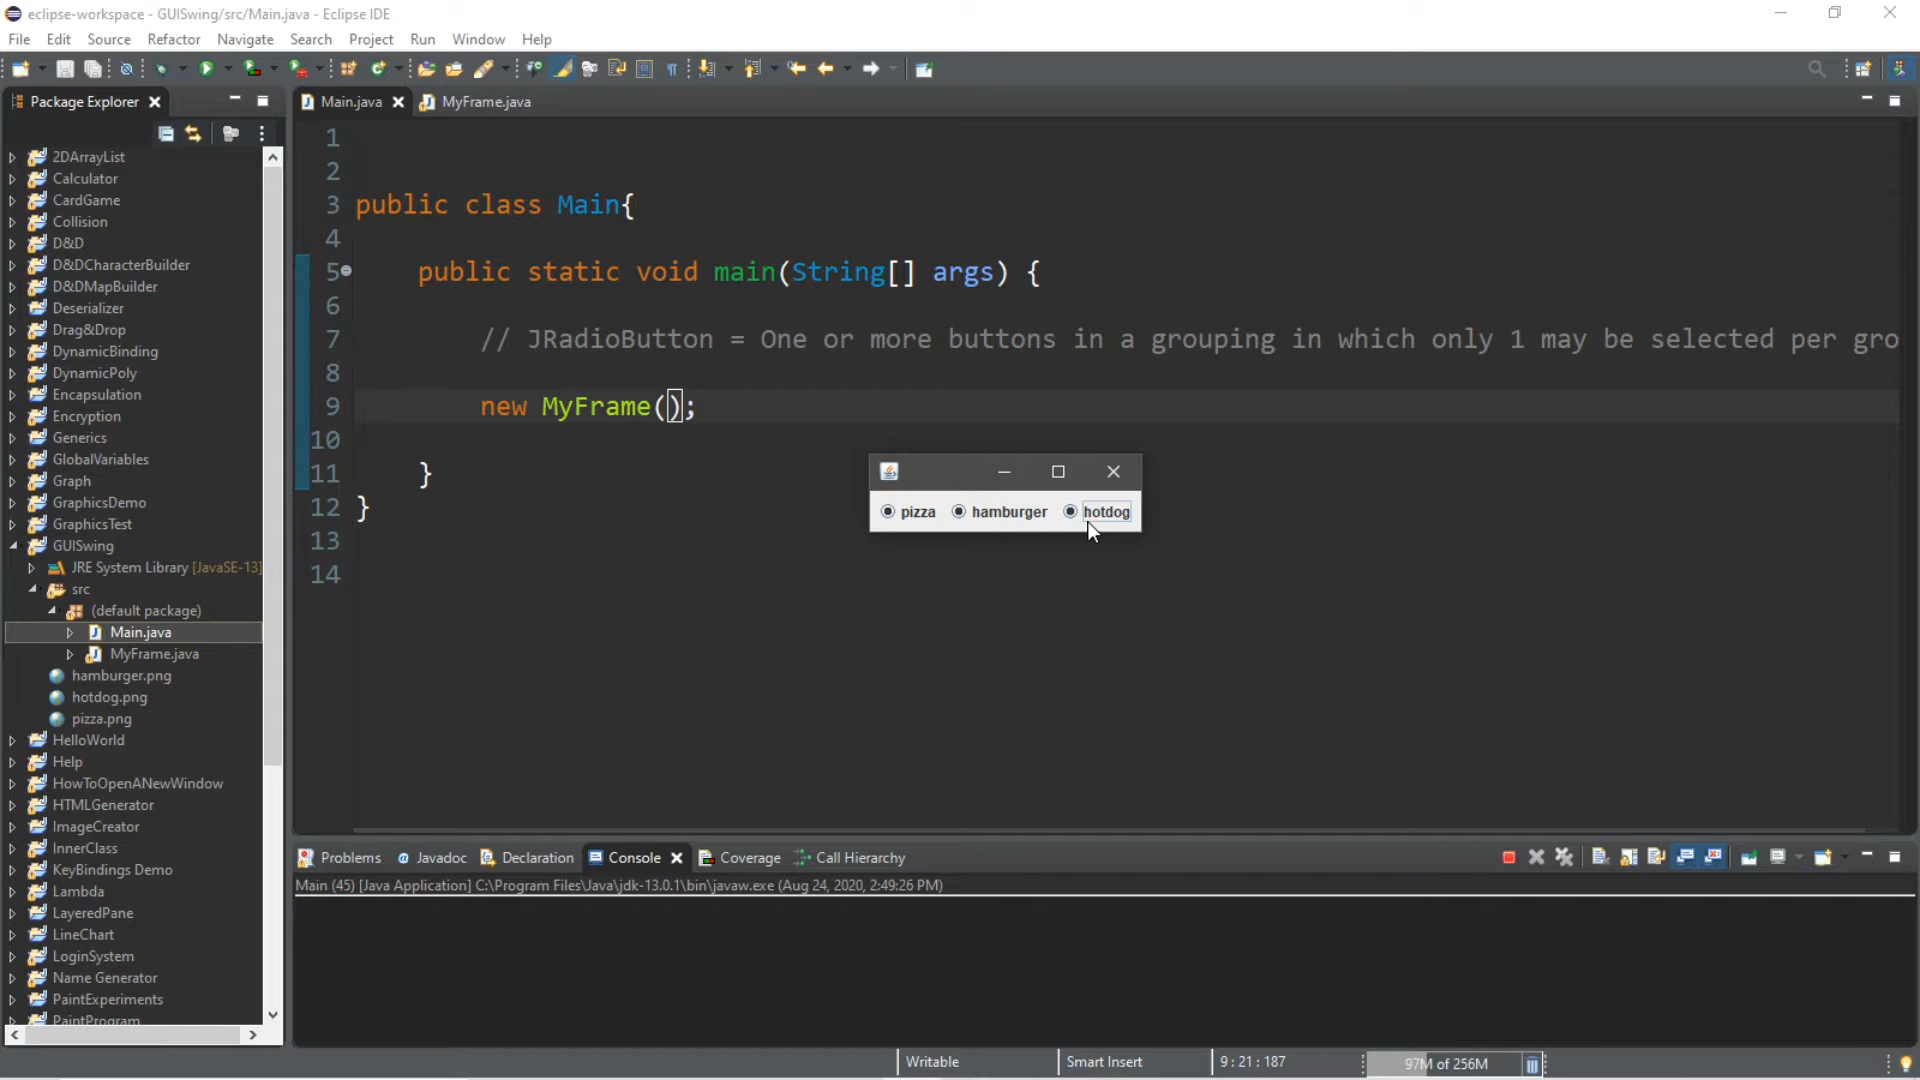 eclipse-workspace - GUISwing/src/Main.java - Eclipse IDE
File Edit Source Refactor Navigate Search Project Run Window Help
Package Explorer
Main.java
MyFrame.java
2DArrayList
Calculator
CardGame
Collision
D&D
D&DCharacterBuilder
D&DMapBuilder
Deserializer
Drag&Drop
DynamicBinding
DynamicPoly
Encapsulation
Encryption
Generics
GlobalVariables
Graph
GraphicsDemo
GraphicsTest
GUISwing
JRE System Library [JavaSE-13]
src
(default package)
Main.java
MyFrame.java
hamburger.png
hotdog.png
pizza.png
HelloWorld
Help
HowToOpenANewWindow
HTMLGenerator
ImageCreator
InnerClass
KeyBindings Demo
Lambda
LayeredPane
LineChart
LoginSystem
Name Generator
PaintExperiments
PaintProgram
1
2
3 public class Main{
4
5 public static void main(String[] args) {
6
7 // JRadioButton = One or more buttons in a grouping in which only 1 may be selected per gro
8
9 new MyFrame();
10
11 }
12 }
13
14
pizza hamburger hotdog
Problems Javadoc Declaration Console Coverage Call Hierarchy
Main (45) [Java Application] C:\Program Files\Java\jdk-13.0.1\bin\javaw.exe (Aug 24, 2020, 2:49:26 PM)
Writable Smart Insert 9 : 21 : 187 97M of 256M